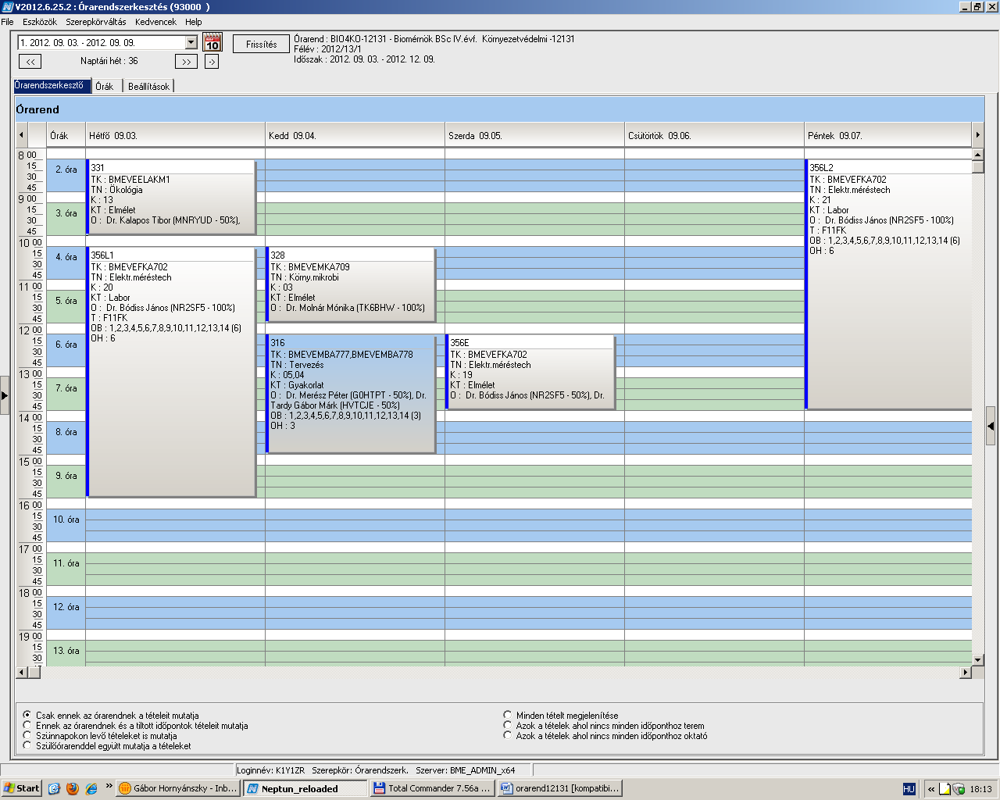 V2012.6.25.2 : Órarendszerkesztés (93000 )
File Eszközök Szerepkörváltás Kedvencek Help
1. 2012. 09. 03. - 2012. 09. 09.
10
Frissítés
Órarend : BIO4KO-12131 - Biomérnök BSc IV.évf. Környezetvédelmi -12131
Félév : 2012/13/1
Időszak : 2012. 09. 03. - 2012. 12. 09.
<< Naptári hét : 36 >> ->
Órarendszerkesztő Órák Beállítások
Órarend
Órák Hétfő 09.03. Kedd 09.04. Szerda 09.05. Csütörtök 09.06. Péntek 09.07.
8 00
15
30
45
9 00
15
30
45
10 00
15
30
45
11 00
15
30
45
12 00
15
30
45
13 00
15
30
45
14 00
15
30
45
15 00
15
30
45
16 00
15
30
45
17 00
15
30
45
18 00
15
30
45
19 00
15
30
2. óra
3. óra
4. óra
5. óra
6. óra
7. óra
8. óra
9. óra
10. óra
11. óra
12. óra
13. óra
331
TK : BMEVEELAKM1
TN : Ökológia
K : 13
KT : Elmélet
O : Dr. Kalapos Tibor (MNRYUD - 50%),
356L1
TK : BMEVEFKA702
TN : Elektr.méréstech
K : 20
KT : Labor
O : Dr. Bódiss János (NR2SF5 - 100%)
T : F11FK
OB : 1,2,3,4,5,6,7,8,9,10,11,12,13,14 (6)
OH : 6
328
TK : BMEVEMKA709
TN : Körny.mikrobi
K : 03
KT : Elmélet
O : Dr. Molnár Mónika (TK6BHW - 100%)
316
TK : BMEVEMBA777,BMEVEMBA778
TN : Tervezés
K : 05,04
KT : Gyakorlat
O : Dr. Merész Péter (G0HTPT - 50%), Dr.
Tardy Gábor Márk (HVTCJE - 50%)
OB : 1,2,3,4,5,6,7,8,9,10,11,12,13,14 (3)
OH : 3
356E
TK : BMEVEFKA702
TN : Elektr.méréstech
K : 19
KT : Elmélet
O : Dr. Bódiss János (NR2SF5 - 50%), Dr.
356L2
TK : BMEVEFKA702
TN : Elektr.méréstech
K : 21
KT : Labor
O : Dr. Bódiss János (NR2SF5 - 100%)
T : F11FK
OB : 1,2,3,4,5,6,7,8,9,10,11,12,13,14 (6)
OH : 6
Csak ennek az órarendnek a tételeit mutatja
Ennek az órarendnek és a tiltott időpontok tételeit mutatja
Szünnapokon levő tételeket is mutatja
Szülőórarenddel együtt mutatja a tételeket
Minden tételt megjelenítése
Azok a tételek ahol nincs minden időponthoz terem
Azok a tételek ahol nincs minden időponthoz oktató
Loginnév: K1Y1ZR Szerepkör: Órarendszerk. Szerver: BME_ADMIN_x64
Start » Gábor Hornyánszky - Inb... Neptun_reloaded Total Commander 7.56a ... orarend12131 [kompatibi... HU « 18:13